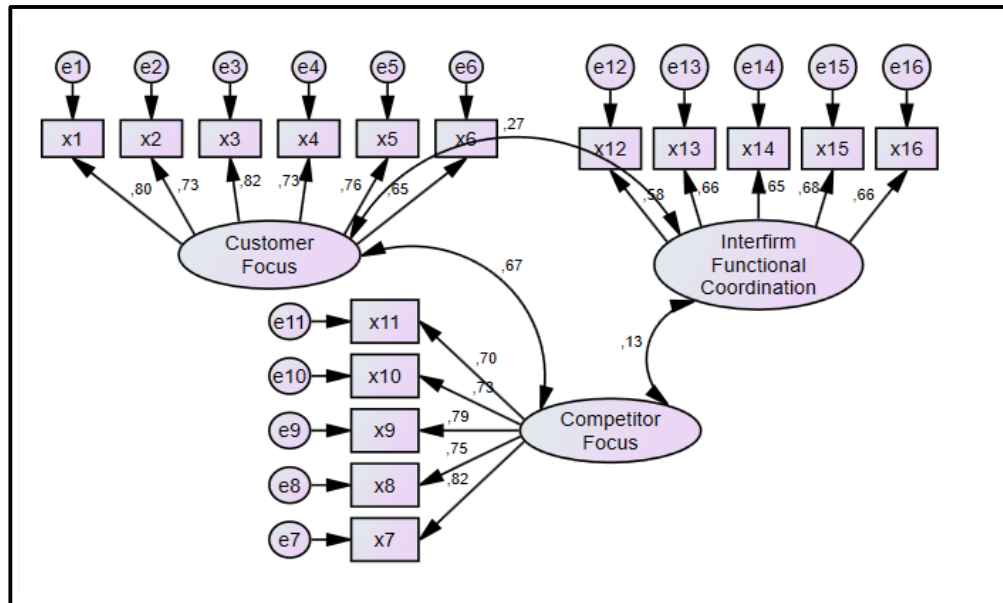 e1 e2 e3 e4 e5 e6
e12 e13 e14 e15 e16
x1 x2 x3 x4 x5 x6
,27
x12 x13 x14 x15 x16
,80 ,73 ,82 ,73 ,76 ,65
,58 ,66 ,65 ,68 ,66
Customer
Focus
Interfirm
Functional
Coordination
,67
e11 x11
,13
,70
e10 x10
,73
e9 x9
,79
Competitor
Focus
,75
e8 x8
,82
e7 x7